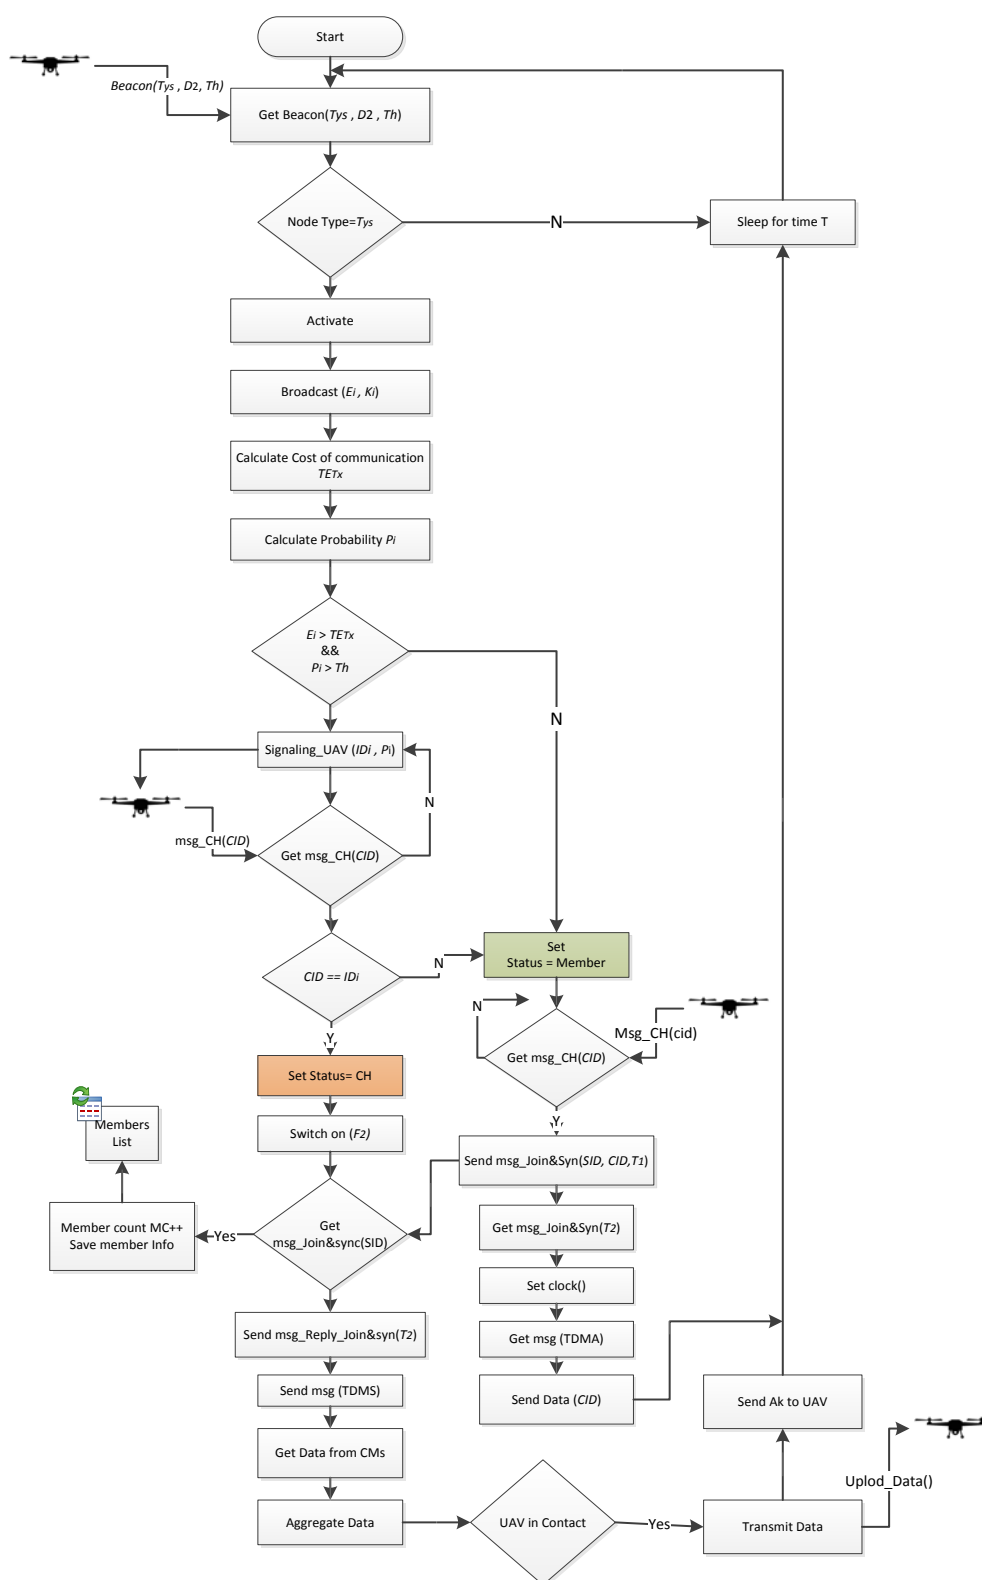 Start
Beacon(Tys , D2, Th)
Get Beacon(Tys , D2 , Th)
Node Type=Tys
N
Sleep for time T
Activate
Broadcast (Ei , Ki)
Calculate Cost of communication
TETx
Calculate Probability Pi
Ei > TETx
&&
Pi > Th
N
Signaling_UAV (IDi , Pi)
N
msg_CH(CID)
Get msg_CH(CID)
CID == IDi
N
Set
Status = Member
N
Msg_CH(cid)
Get msg_CH(CID)
Y
Y
Set Status= CH
Members
List
Switch on (F2)
Send msg_Join&Syn(SID, CID,T1)
Member count MC++
Save member Info
Yes
Get
msg_Join&sync(SID)
Get msg_Join&Syn(T2)
Set clock()
Send msg_Reply_Join&syn(T2)
Get msg (TDMA)
Send msg (TDMS)
Send Data (CID)
Send Ak to UAV
Get Data from CMs
Uplod_Data()
Aggregate Data
UAV in Contact
Yes
Transmit Data